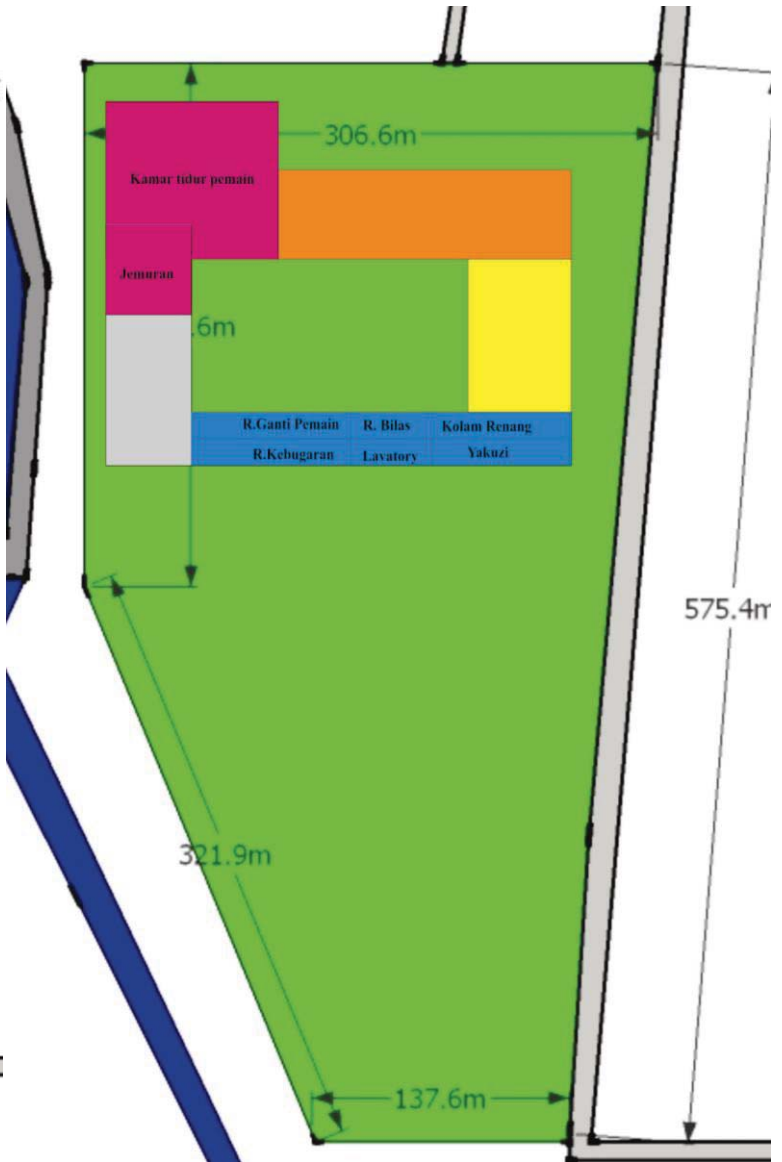 306.6m
Kamar tidur pemain
Jemuran
.6m
R.Ganti Pemain R. Bilas Kolam Renang
R.Kebugaran Lavatory Yakuzi
575.4m
321.9m
137.6m